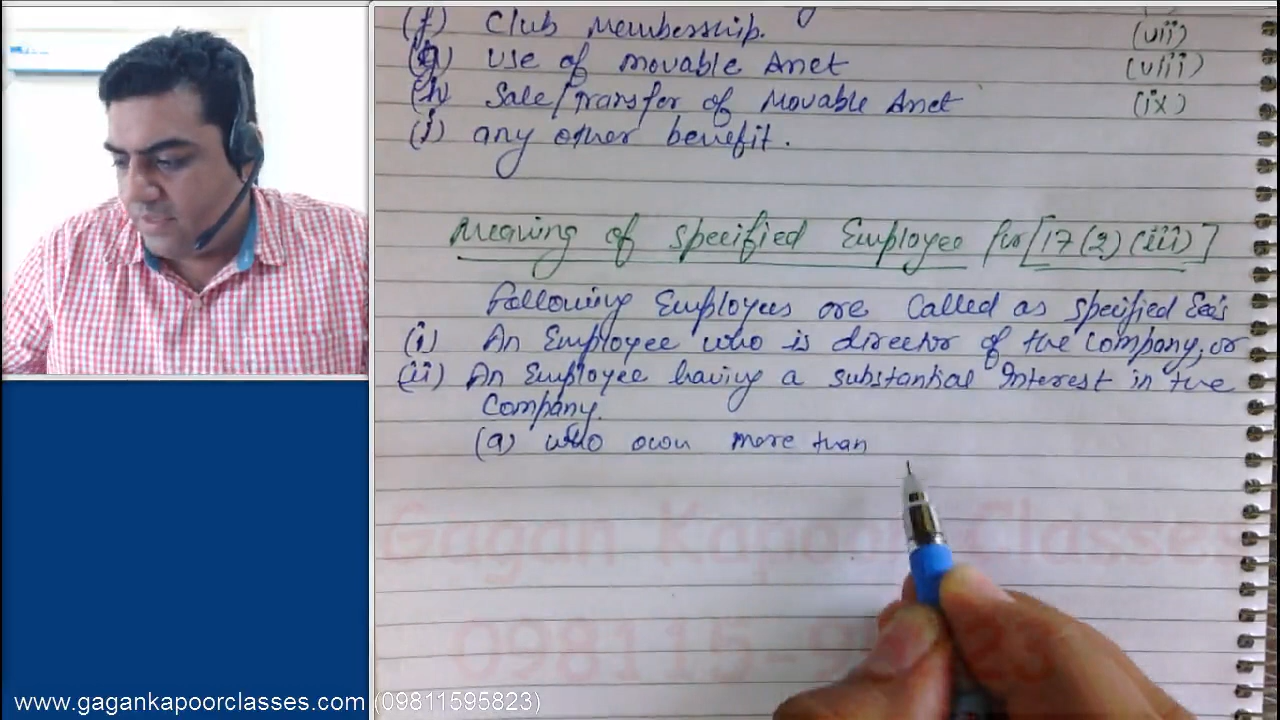 (f) Club Membership. (vii)
(g) Use of Movable Asset (viii)
(h) Sale/Transfer of Movable Asset (ix)
(i) any other benefit.
Meaning of Specified Employee for [17(2)(iii)]
Following Employees are Called as Specified Ees
(i) An Employee who is director of the Company, or
(ii) An Employee having a substantial Interest in the
Company.
(a) who own more than
Gagan Kapoor Classes
www.gagankapoorclasses.com (09811595823)